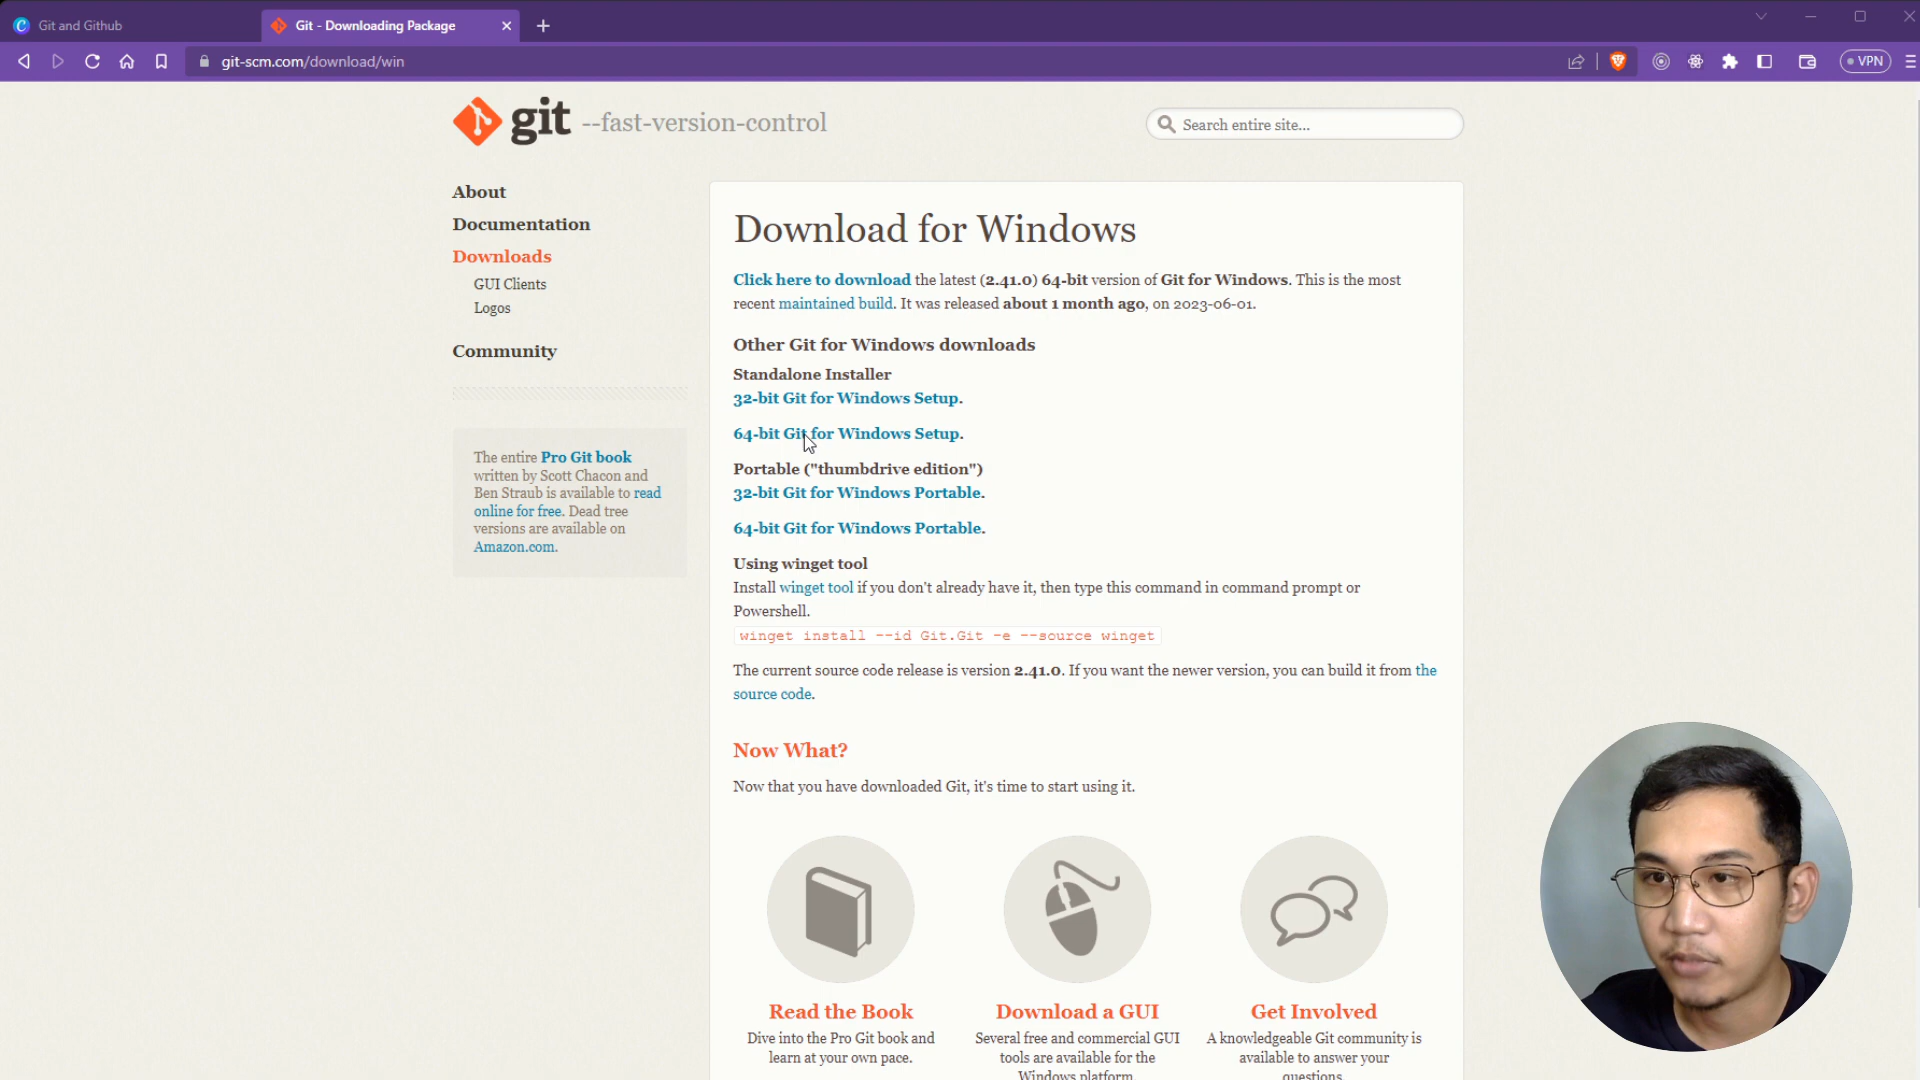 Git and Github
Git - Downloading Package
git-scm.com/download/win
VPN
git --fast-version-control
Search entire site...
About
Documentation
Downloads
GUI Clients
Logos
Community
The entire Pro Git book
written by Scott Chacon and
Ben Straub is available to read
online for free. Dead tree
versions are available on
Amazon.com.
Download for Windows
Click here to download the latest (2.41.0) 64-bit version of Git for Windows. This is the most
recent maintained build. It was released about 1 month ago, on 2023-06-01.
Other Git for Windows downloads
Standalone Installer
32-bit Git for Windows Setup.
64-bit Git for Windows Setup.
Portable ("thumbdrive edition")
32-bit Git for Windows Portable.
64-bit Git for Windows Portable.
Using winget tool
Install winget tool if you don't already have it, then type this command in command prompt or
Powershell.
winget install --id Git.Git -e --source winget
The current source code release is version 2.41.0. If you want the newer version, you can build it from the
source code.
Now What?
Now that you have downloaded Git, it's time to start using it.
Read the Book
Dive into the Pro Git book and
learn at your own pace.
Download a GUI
Several free and commercial GUI
tools are available for the
Windows platform.
Get Involved
A knowledgeable Git community is
available to answer your
questions.